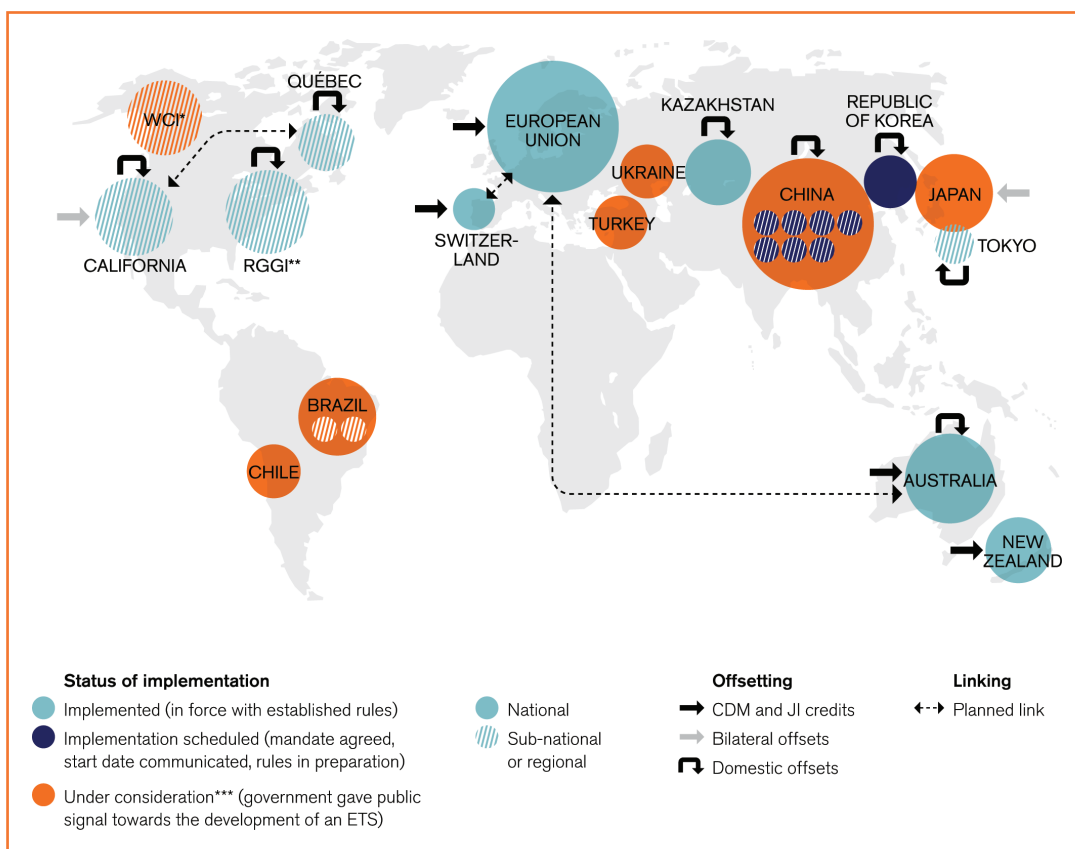 QUÉBEC
WCI*
CALIFORNIA
RGGI**
EUROPEAN
UNION
SWITZER-
LAND
UKRAINE
TURKEY
KAZAKHSTAN
CHINA
REPUBLIC
OF KOREA
JAPAN
TOKYO
BRAZIL
CHILE
AUSTRALIA
NEW
ZEALAND
Status of implementation
Implemented (in force with established rules)
Implementation scheduled (mandate agreed,
start date communicated, rules in preparation)
Under consideration*** (government gave public
signal towards the development of an ETS)
National
Sub-national
or regional
Offsetting
CDM and JI credits
Bilateral offsets
Domestic offsets
Linking
Planned link